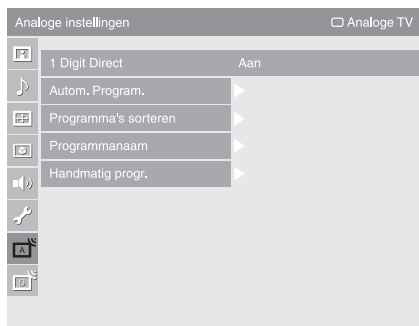 Analoge instellingen Analoge TV
1 Digit Direct Aan
Autom. Program.
Programma's sorteren
Programmanaam
Handmatig progr.
A
D